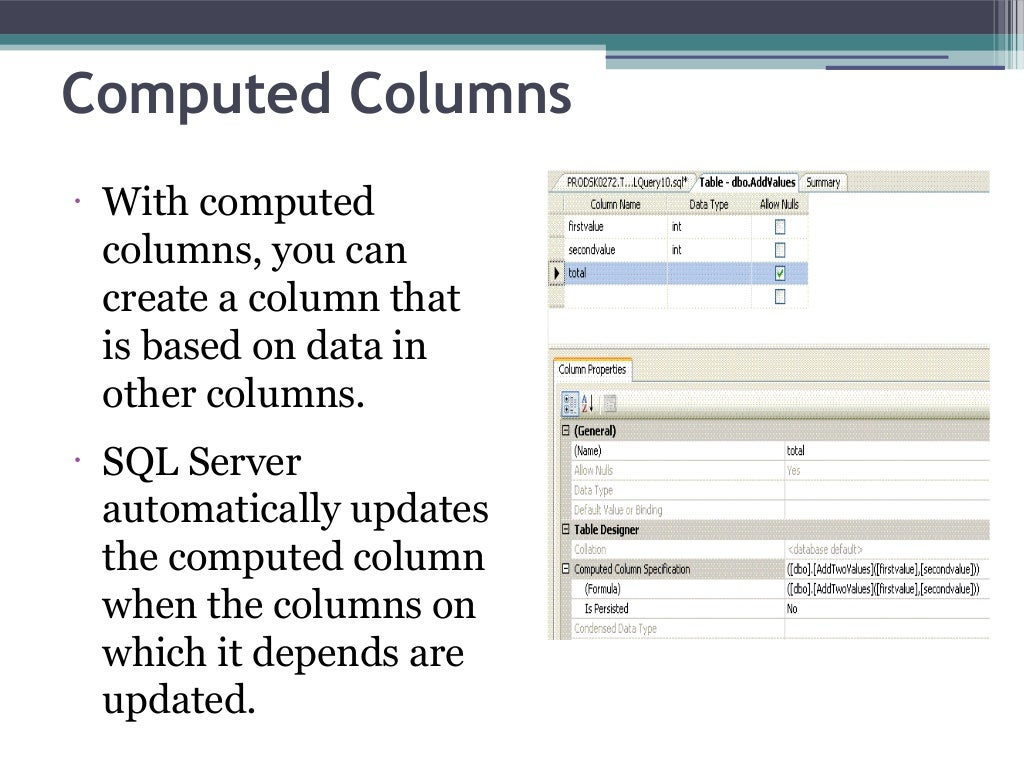 Computed Columns
· With computed
columns, you can
create a column that
is based on data in
other columns.
· SQL Server
automatically updates
the computed column
when the columns on
which it depends are
updated.
PRODSK0272.T...LQuery10.sql* Table - dbo.AddValues Summary
Column Name Data Type Allow Nulls
firstvalue int
secondvalue int
total
Column Properties
(General)
(Name) total
Allow Nulls Yes
Data Type
Default Value or Binding
Table Designer
Collation <database default>
Computed Column Specification ([dbo].[AddTwoValues]([firstvalue],[secondvalue]))
(Formula) ([dbo].[AddTwoValues]([firstvalue],[secondvalue]))
Is Persisted No
Condensed Data Type